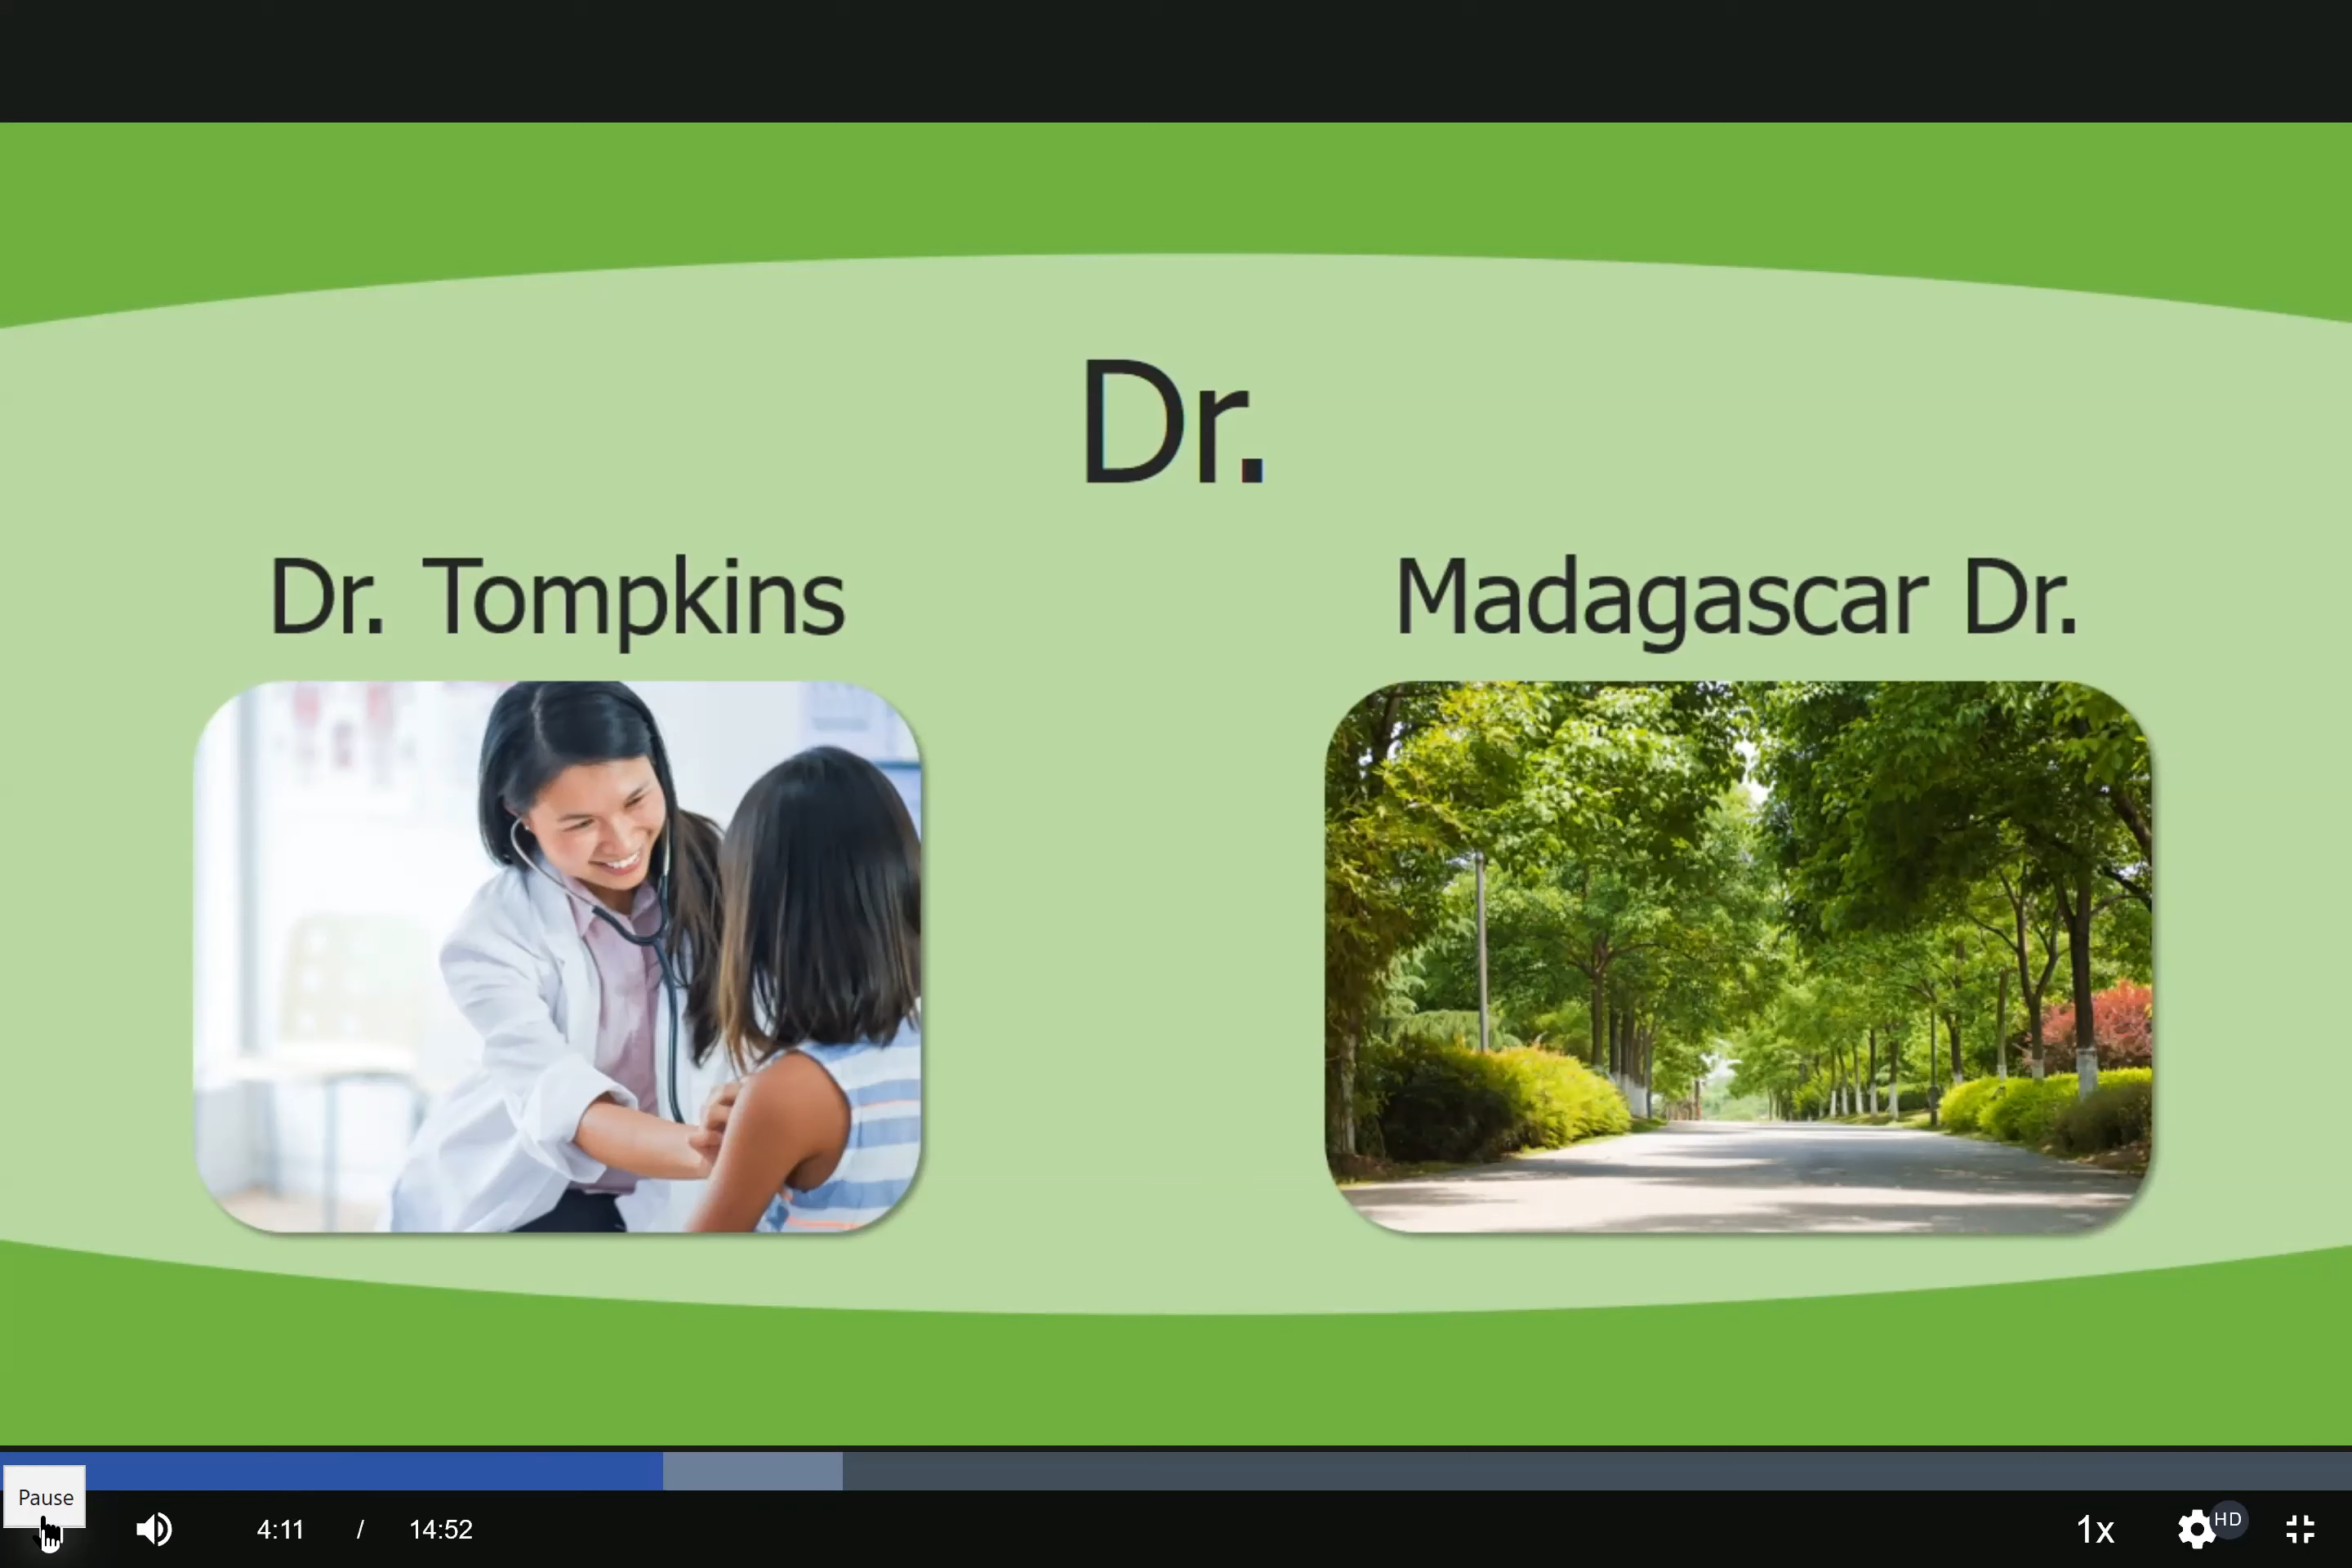 Dr.
Dr. Tompkins
Madagascar Dr.
Pause
4:11 / 14:52
1x
HD